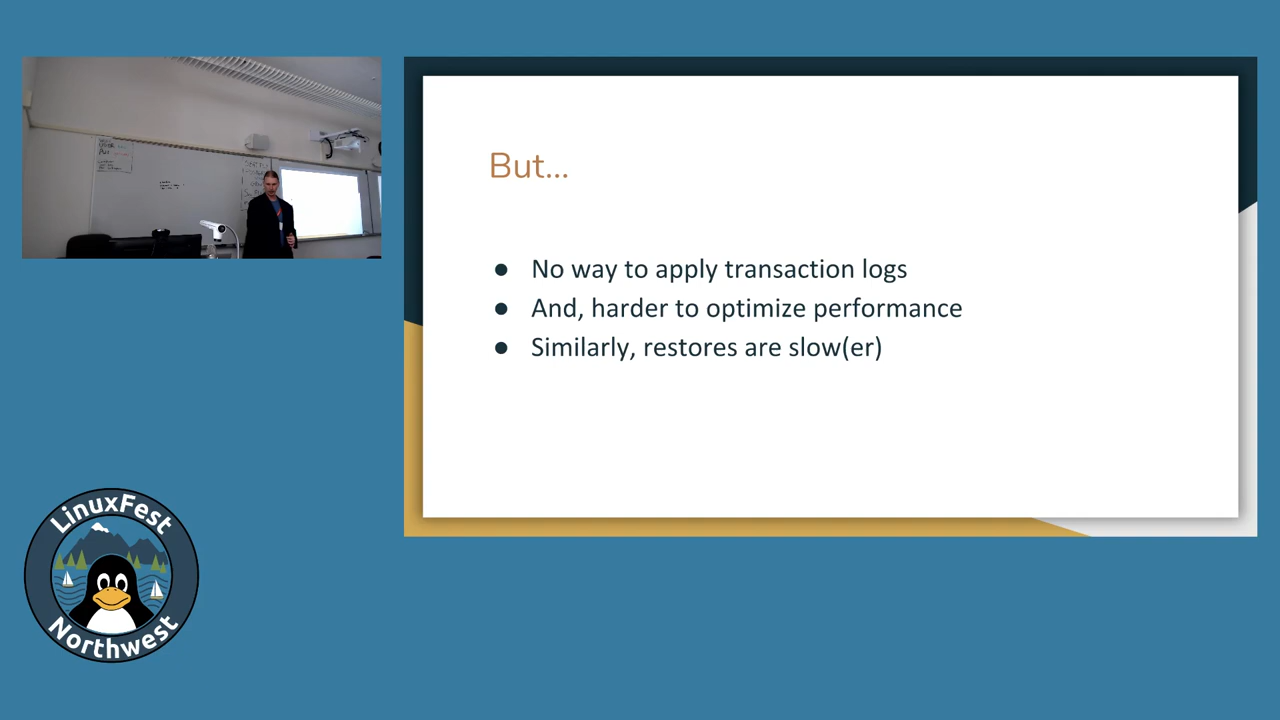 But...
● No way to apply transaction logs
● And, harder to optimize performance
● Similarly, restores are slow(er)
LinuxFest
Northwest